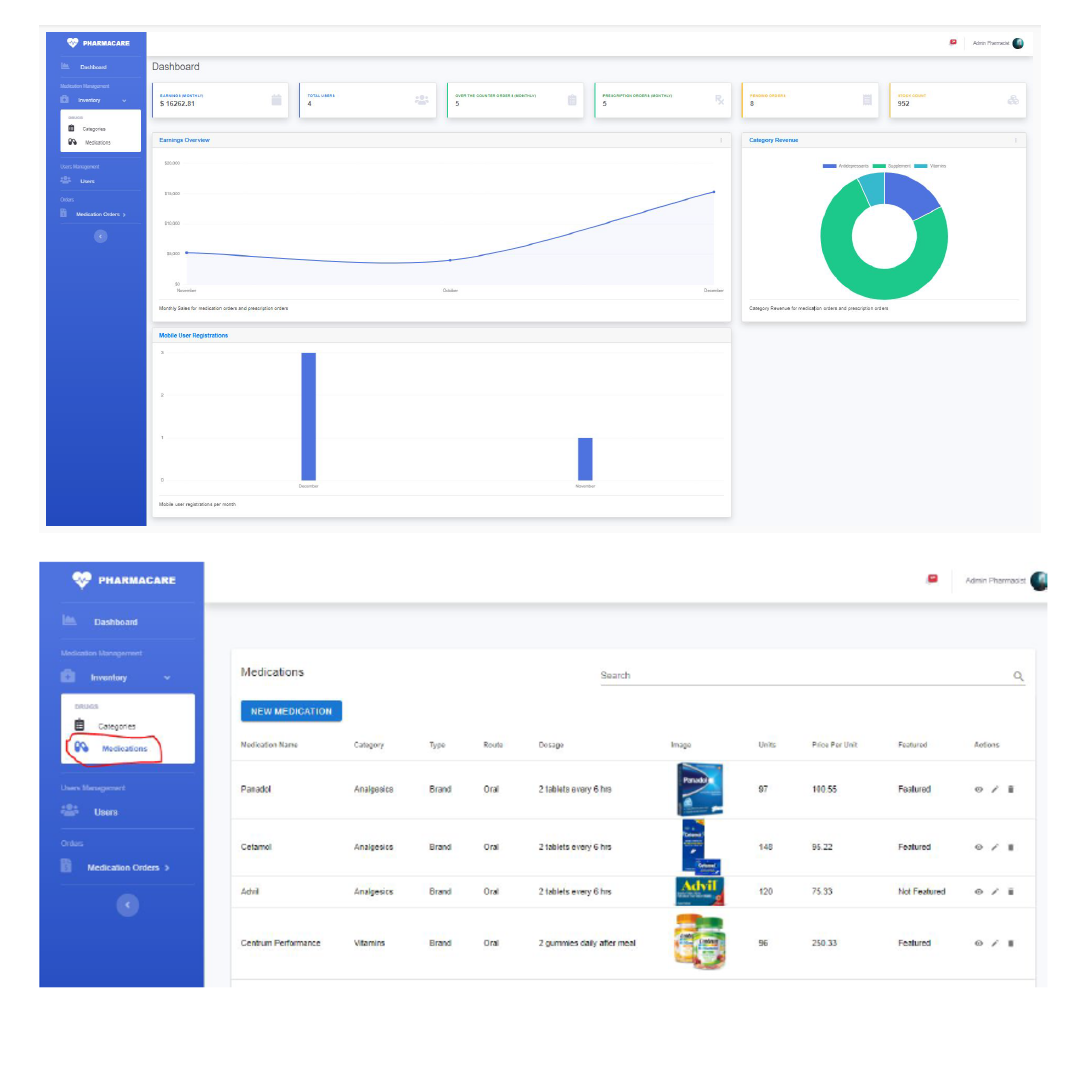 PHARMACARE
Admin Pharmacist
Dashboard
Dashboard
Medication Management
Inventory
DRUGS
Categories
Medications
Users Management
Users
Orders
Medication Orders
EARNINGS (MONTHLY)
$ 16262.81
TOTAL USERS
4
OVER THE COUNTER ORDERS (MONTHLY)
5
PRESCRIPTION ORDERS (MONTHLY)
5
PENDING ORDERS
8
STOCK COUNT
952
Earnings Overview
$20,000
$15,000
$10,000
$5,000
$0
November October December
Monthly Sales for medication orders and prescription orders
Category Revenue
Antidepressants Supplement Vitamins
Category Revenue for medication orders and prescription orders
Mobile User Registrations
3
2
1
0
December November
Mobile user registrations per month
PHARMACARE
Admin Pharmacist
Dashboard
Medication Management
Inventory
DRUGS
Categories
Medications
Users Management
Users
Orders
Medication Orders
Medications
Search
NEW MEDICATION
Medication Name Category Type Route Dosage Image Units Price Per Unit Featured Actions
Panadol Analgesics Brand Oral 2 tablets every 6 hrs Panadol 97 100.55 Featured
Cetamol Analgesics Brand Oral 2 tablets every 6 hrs Cetamol Cetamol 148 95.22 Featured
Advil Analgesics Brand Oral 2 tablets every 6 hrs Advil 120 75.33 Not Featured
Centrum Performance Vitamins Brand Oral 2 gummies daily after meal 96 250.33 Featured